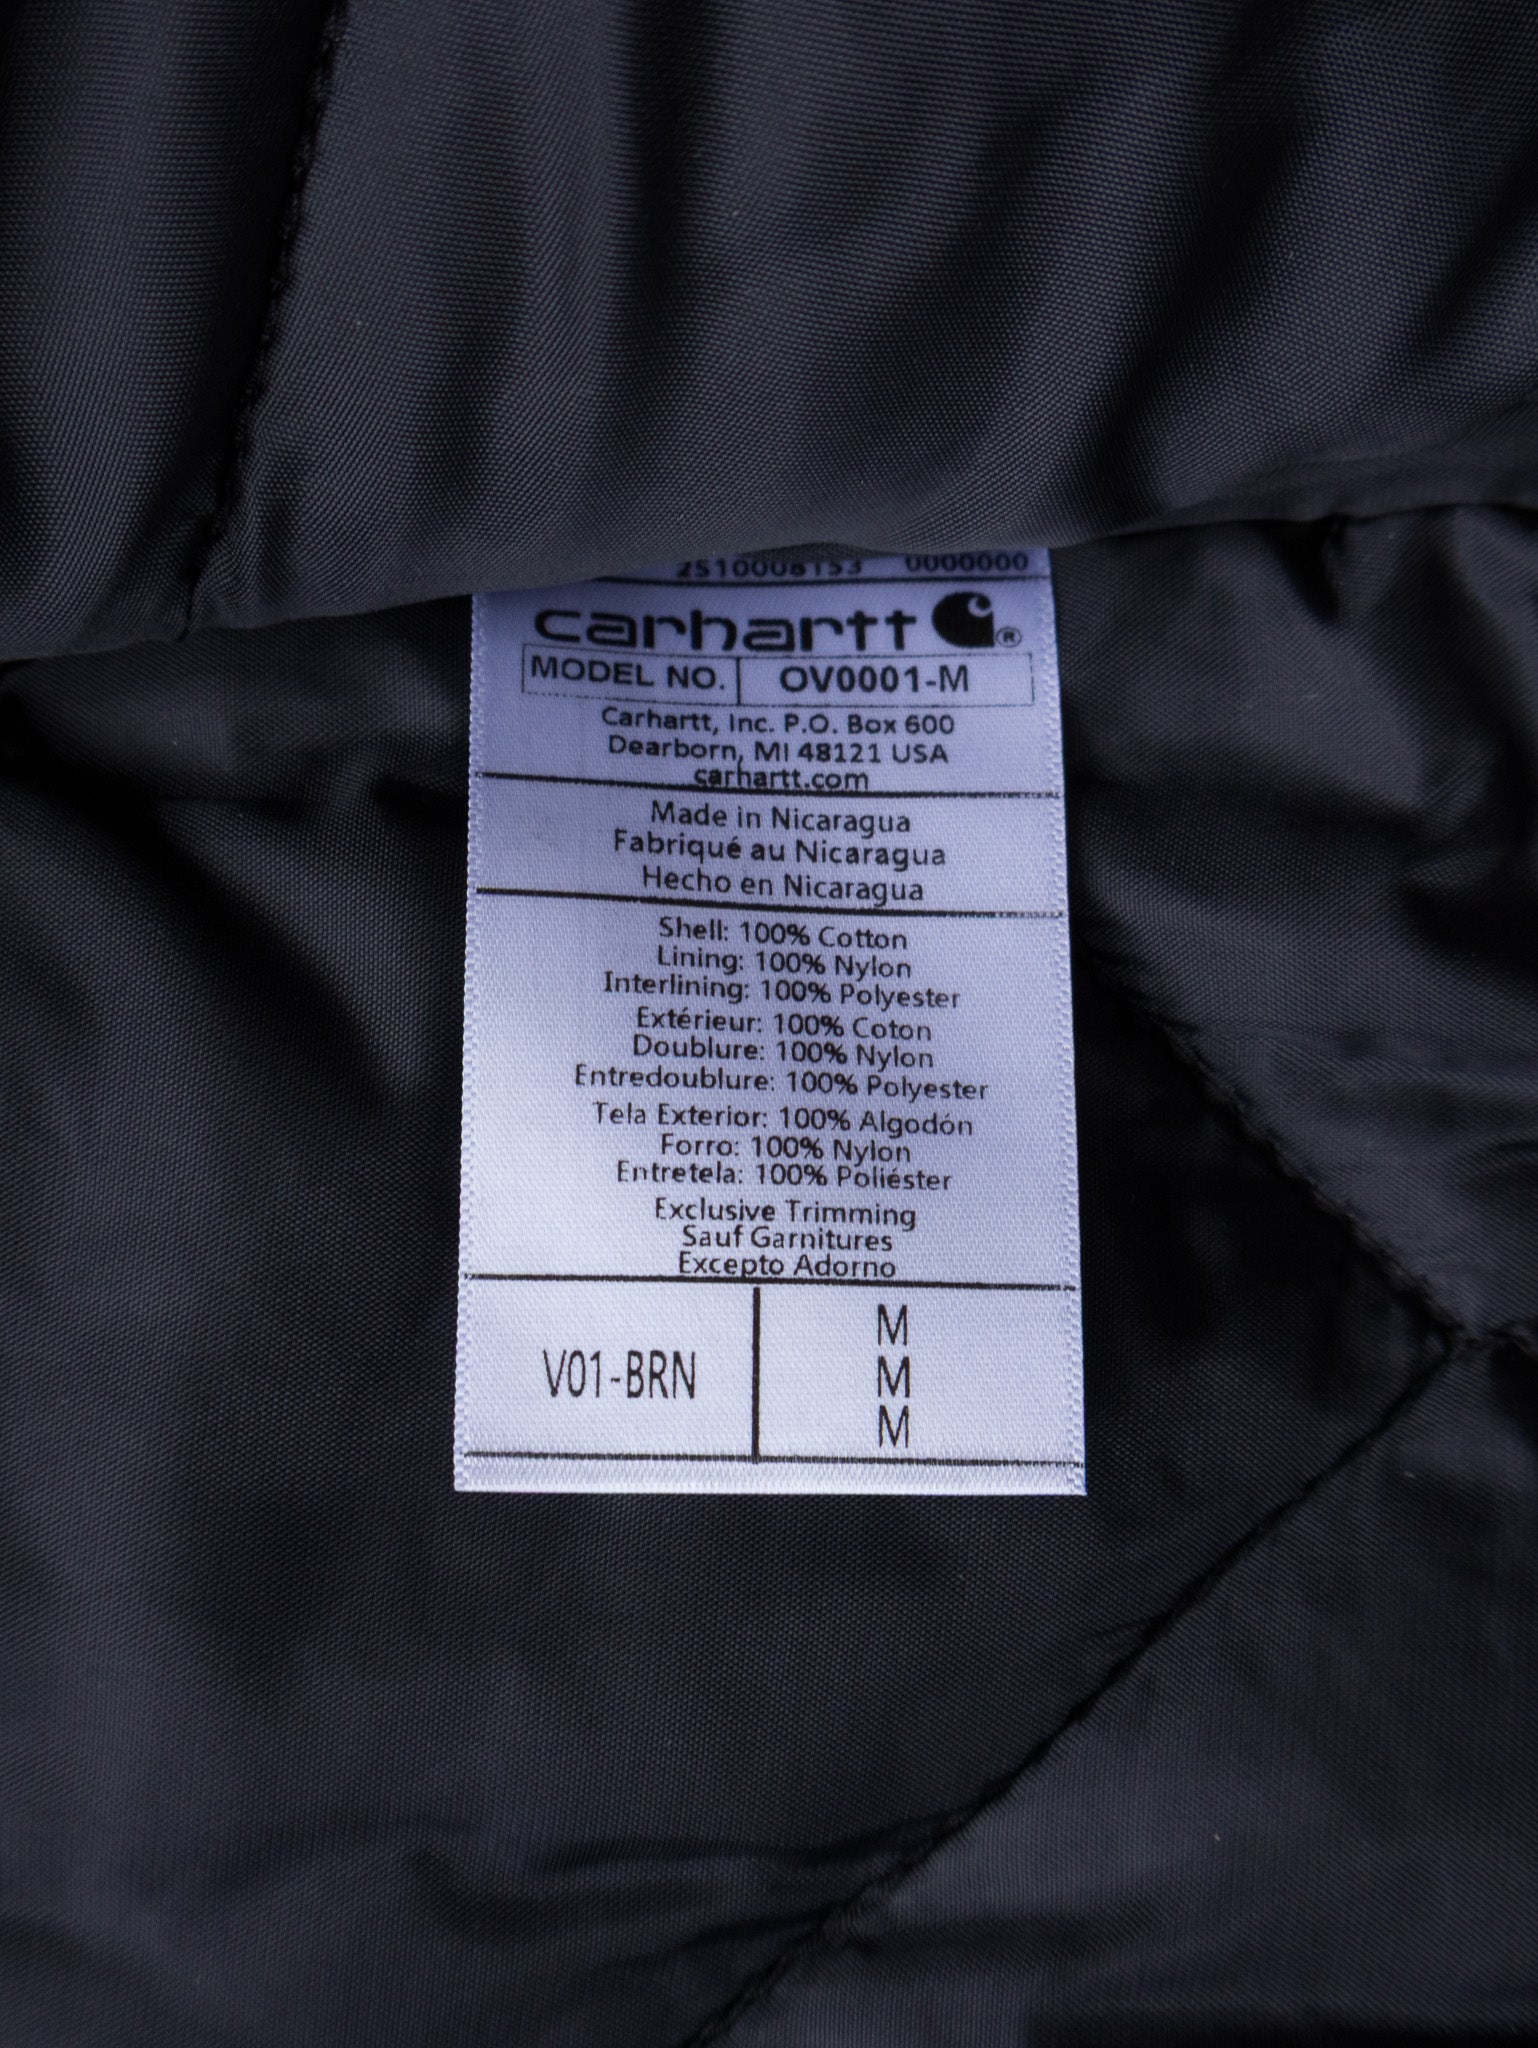 2510008153 0000000
carhartt ®
MODEL NO. OV0001-M
Carhartt, Inc. P.O. Box 600
Dearborn, MI 48121 USA
carhartt.com
Made in Nicaragua
Fabriqué au Nicaragua
Hecho en Nicaragua
Shell: 100% Cotton
Lining: 100% Nylon
Interlining: 100% Polyester
Extérieur: 100% Coton
Doublure: 100% Nylon
Entredoublure: 100% Polyester
Tela Exterior: 100% Algodón
Forro: 100% Nylon
Entretela: 100% Poliéster
Exclusive Trimming
Sauf Garnitures
Excepto Adorno
V01-BRN
M
M
M